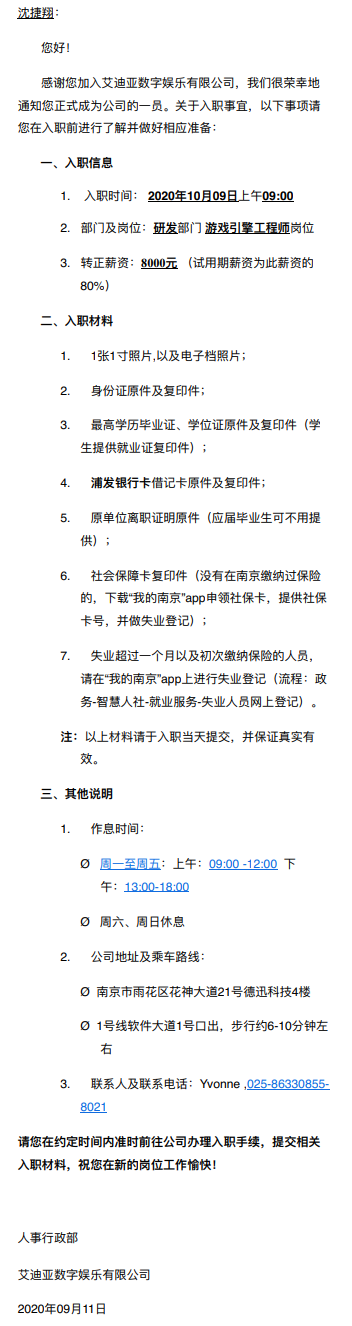 沈捷翔：
您好！
感谢您加入艾迪亚数字娱乐有限公司，我们很荣幸地
通知您正式成为公司的一员。关于入职事宜，以下事项请
您在入职前进行了解并做好相应准备：
一、入职信息
1. 入职时间： 2020年10月09日上午09:00
2. 部门及岗位：研发部门 游戏引擎工程师岗位
3. 转正薪资：8000元 （试用期薪资为此薪资的
80%）
二、入职材料
1. 1张1寸照片,以及电子档照片；
2. 身份证原件及复印件；
3. 最高学历毕业证、学位证原件及复印件（学
生提供就业证复印件）；
4. 浦发银行卡借记卡原件及复印件；
5. 原单位离职证明原件（应届毕业生可不用提
供）；
6. 社会保障卡复印件（没有在南京缴纳过保险
的，下载“我的南京”app申领社保卡，提供社保
卡号，并做失业登记）；
7. 失业超过一个月以及初次缴纳保险的人员，
请在“我的南京”app上进行失业登记（流程：政
务-智慧人社-就业服务-失业人员网上登记）。
注：以上材料请于入职当天提交，并保证真实有
效。
三、其他说明
1. 作息时间：
Ø 周一至周五：上午：09:00 -12:00 下
午：13:00-18:00
Ø 周六、周日休息
2. 公司地址及乘车路线：
Ø 南京市雨花区花神大道21号德迅科技4楼
Ø 1号线软件大道1号口出，步行约6-10分钟左
右
3. 联系人及联系电话：Yvonne ,025-86330855-
8021
请您在约定时间内准时前往公司办理入职手续，提交相关
入职材料，祝您在新的岗位工作愉快！
人事行政部
艾迪亚数字娱乐有限公司
2020年09月11日